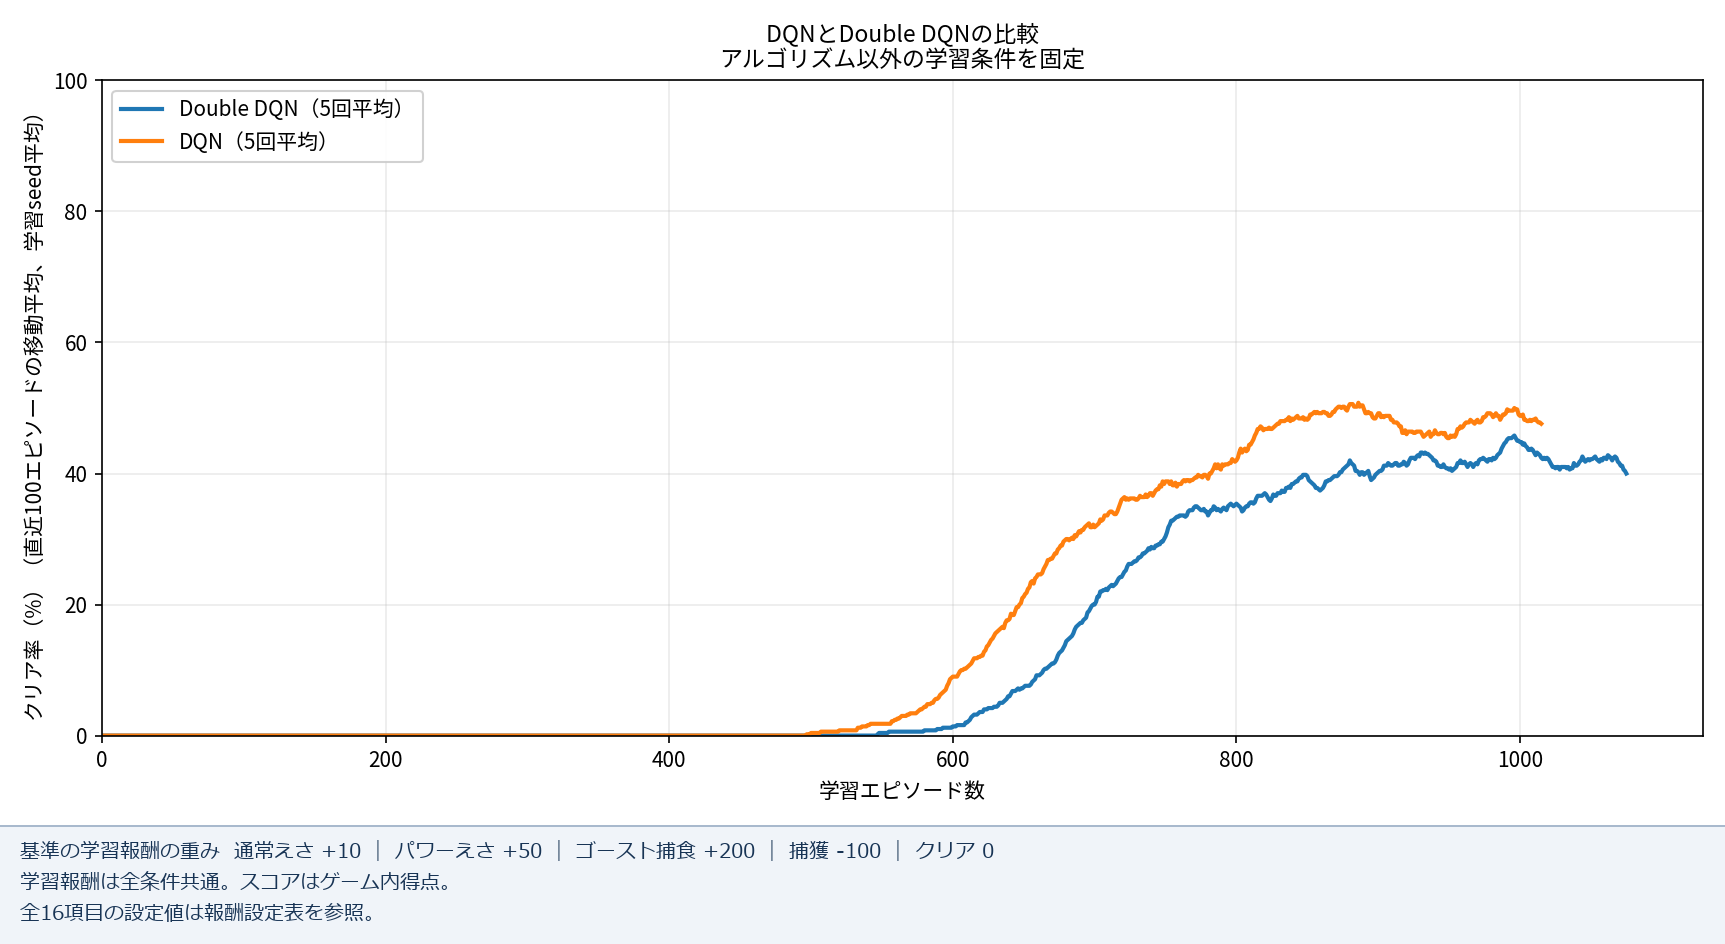 DQNとDouble DQNの比較
アルゴリズム以外の学習条件を固定
Double DQN（5回平均）
DQN（5回平均）
クリア率（%）（直近100エピソードの移動平均、学習seed平均）
100
80
60
40
20
0
0 200 400 600 800 1000
学習エピソード数
基準の学習報酬の重み 通常えさ +10 ｜ パワーえさ +50 ｜ ゴースト捕食 +200 ｜ 捕獲 -100 ｜ クリア 0
学習報酬は全条件共通。スコアはゲーム内得点。
全16項目の設定値は報酬設定表を参照。